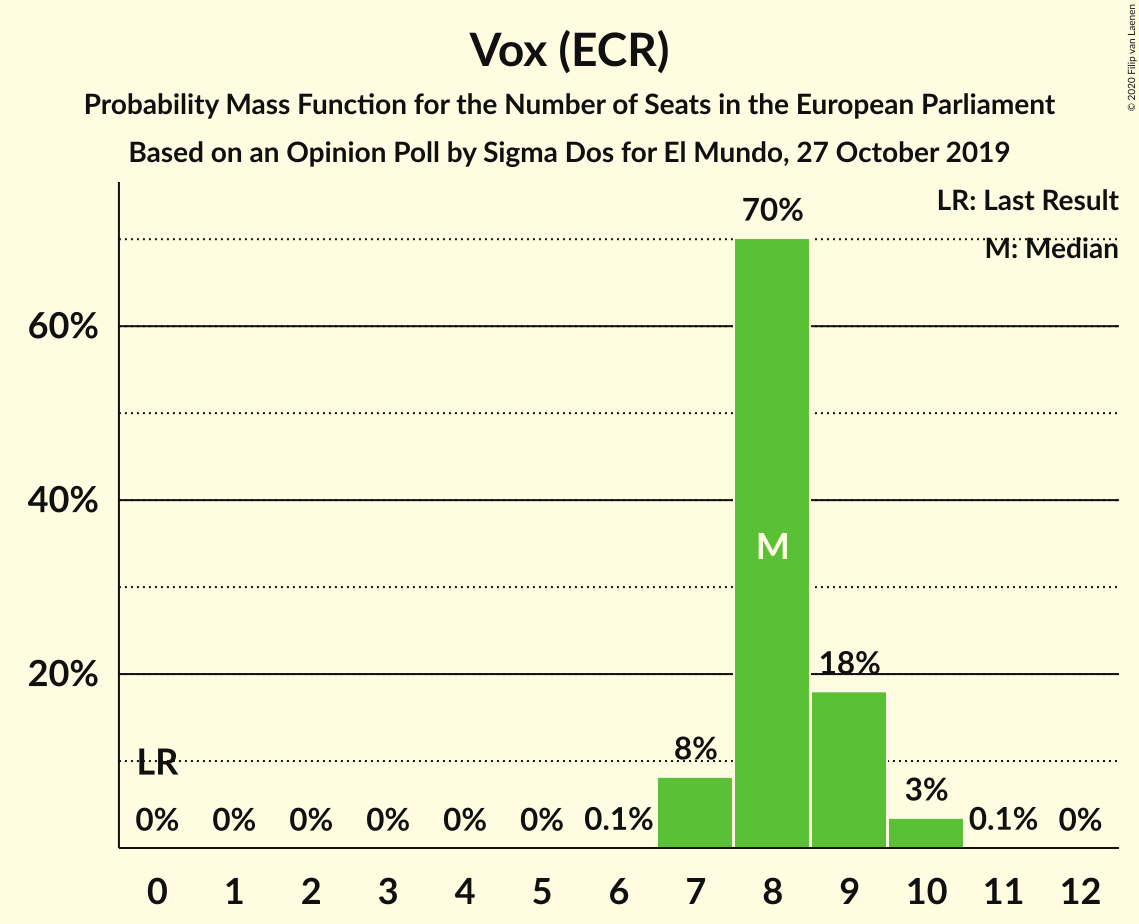 Vox (ECR)
Probability Mass Function for the Number of Seats in the European Parliament
Based on an Opinion Poll by Sigma Dos for El Mundo, 27 October 2019
© 2020 Filip van Laenen
LR: Last Result
M: Median
70%
60%
40%
M
20%
18%
LR
8%
3%
0% 0% 0% 0% 0% 0% 0.1% 0.1% 0%
0 1 2 3 4 5 6 7 8 9 10 11 12